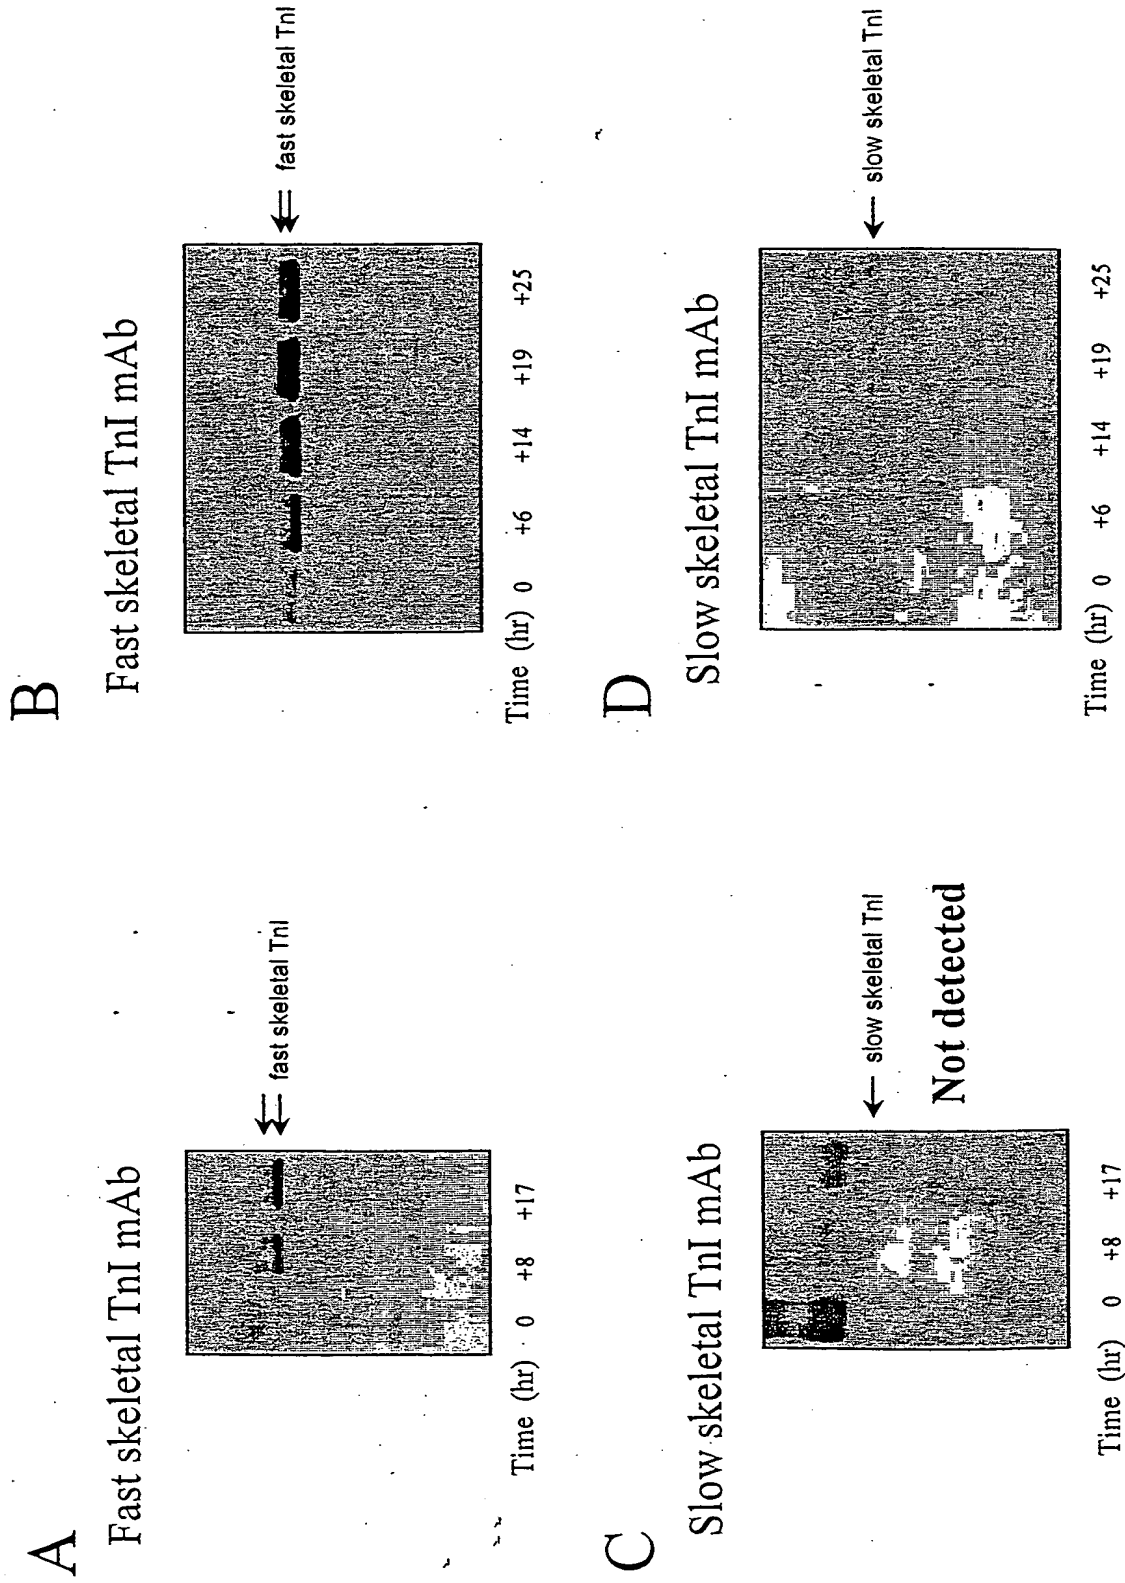 A
Fast skeletal TnI mAb
fast skeletal TnI
Time (hr) 0 +8 +17
B
Fast skeletal TnI mAb
fast skeletal TnI
Time (hr) 0 +6 +14 +19 +25
C
Slow skeletal TnI mAb
slow skeletal TnI
Not detected
Time (hr) 0 +8 +17
D
Slow skeletal TnI mAb
slow skeletal TnI
Time (hr) 0 +6 +14 +19 +25